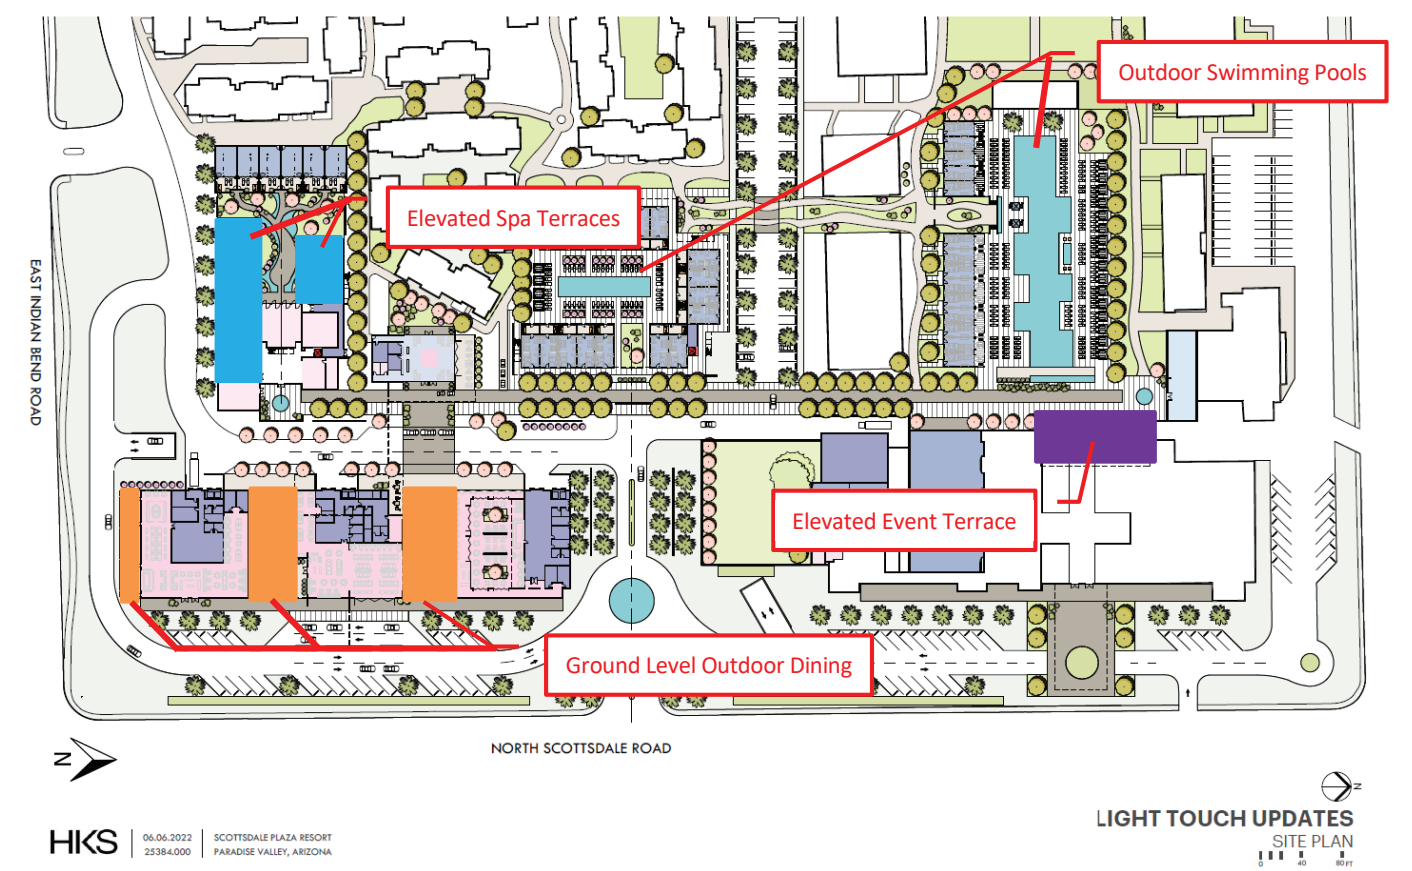 Outdoor Swimming Pools
Elevated Spa Terraces
EAST INDIAN BEND ROAD
Elevated Event Terrace
Ground Level Outdoor Dining
NORTH SCOTTSDALE ROAD
N
N
LIGHT TOUCH UPDATES
SITE PLAN
0 40 80 FT
HKS
06.06.2022
25384.000
SCOTTSDALE PLAZA RESORT
PARADISE VALLEY, ARIZONA